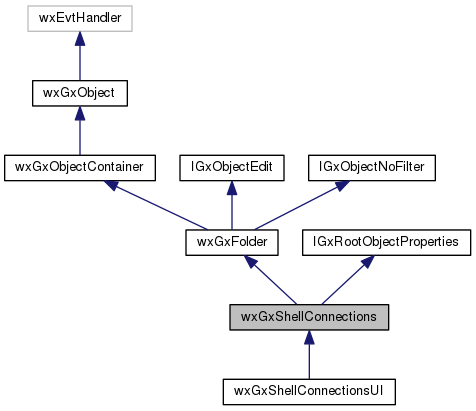 wxEvtHandler
wxGxObject
wxGxObjectContainer
IGxObjectEdit
IGxObjectNoFilter
wxGxFolder
IGxRootObjectProperties
wxGxShellConnections
wxGxShellConnectionsUI